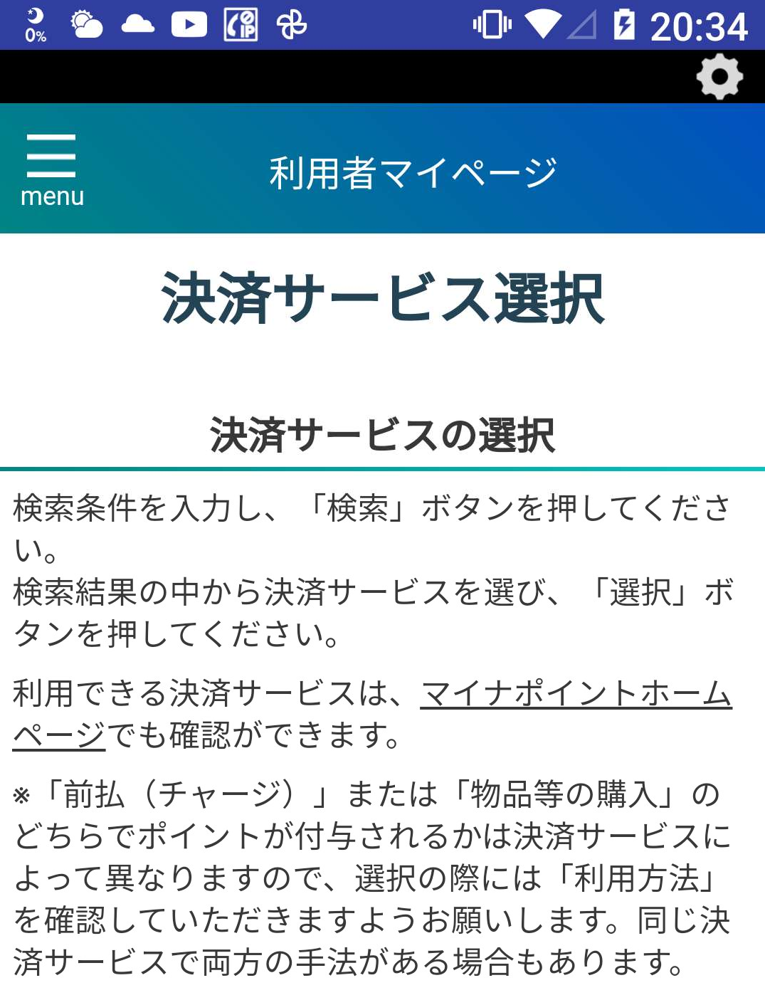 0%
IP
20:34
menu
利用者マイページ
決済サービス選択
決済サービスの選択
検索条件を入力し、「検索」ボタンを押してくださ
い。
検索結果の中から決済サービスを選び、「選択」ボ
タンを押してください。
利用できる決済サービスは、マイナポイントホーム
ページでも確認ができます。
※「前払（チャージ）」または「物品等の購入」の
どちらでポイントが付与されるかは決済サービスに
よって異なりますので、選択の際には「利用方法」
を確認していただきますようお願いします。同じ決
済サービスで両方の手法がある場合もあります。